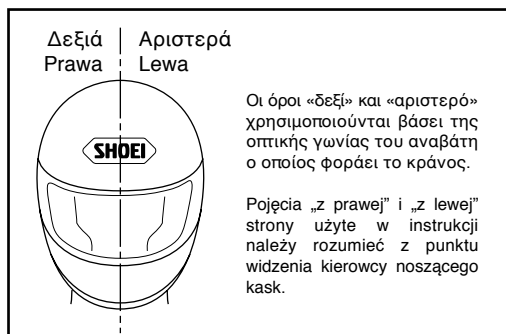 Δεξιά Αριστερά
Prawa Lewa
SHOEI
Οι όροι «δεξί» και «αριστερό»
χρησιμοποιούνται βάσει της
οπτικής γωνίας του αναβάτη
ο οποίος φοράει το κράνος.
Pojęcia „z prawej” i „z lewej”
strony użyte w instrukcji
należy rozumieć z punktu
widzenia kierowcy noszącego
kask.